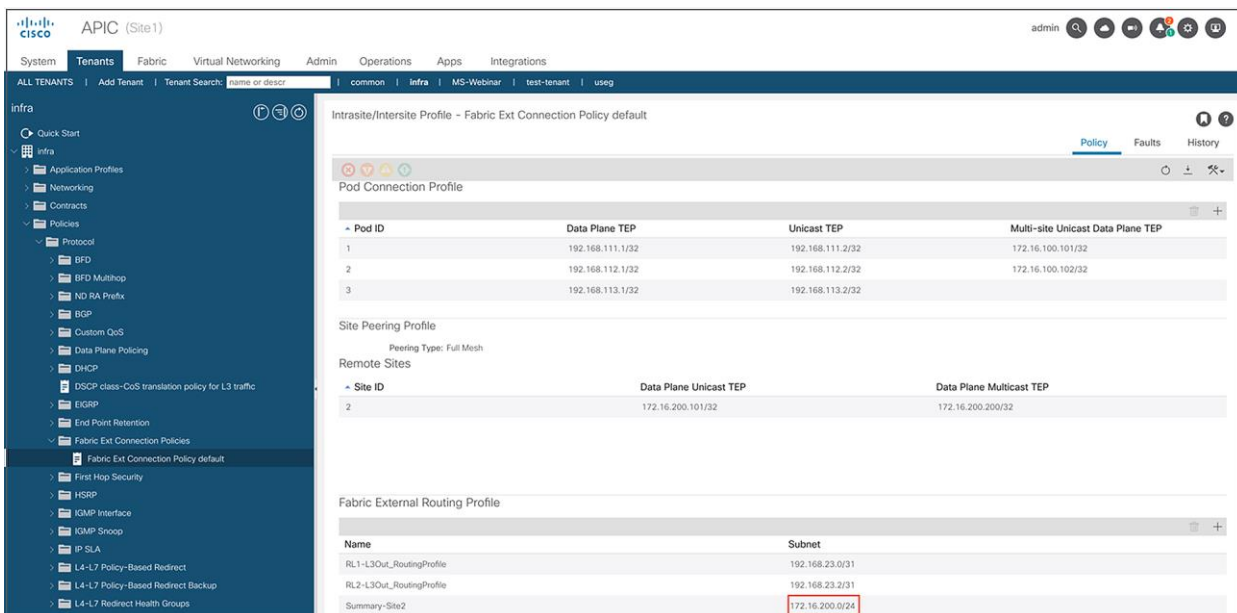 cisco APIC (Site1) admin 2 1
System Tenants Fabric Virtual Networking Admin Operations Apps Integrations
ALL TENANTS | Add Tenant | Tenant Search: name or descr | common | infra | MS-Webinar | test-tenant | useg
infra
Quick Start
infra
Application Profiles
Networking
Contracts
Policies
Protocol
BFD
BFD Multihop
ND RA Prefix
BGP
Custom QoS
Data Plane Policing
DHCP
DSCP class-CoS translation policy for L3 traffic
EIGRP
End Point Retention
Fabric Ext Connection Policies
Fabric Ext Connection Policy default
First Hop Security
HSRP
IGMP Interface
IGMP Snoop
IP SLA
L4-L7 Policy-Based Redirect
L4-L7 Policy-Based Redirect Backup
L4-L7 Redirect Health Groups
Intrasite/Intersite Profile - Fabric Ext Connection Policy default
Policy Faults History
Pod Connection Profile
Pod ID Data Plane TEP Unicast TEP Multi-site Unicast Data Plane TEP
1 192.168.111.1/32 192.168.111.2/32 172.16.100.101/32
2 192.168.112.1/32 192.168.112.2/32 172.16.100.102/32
3 192.168.113.1/32 192.168.113.2/32
Site Peering Profile
Peering Type: Full Mesh
Remote Sites
Site ID Data Plane Unicast TEP Data Plane Multicast TEP
2 172.16.200.101/32 172.16.200.200/32
Fabric External Routing Profile
Name Subnet
RL1-L3Out_RoutingProfile 192.168.23.0/31
RL2-L3Out_RoutingProfile 192.168.23.2/31
Summary-Site2 172.16.200.0/24